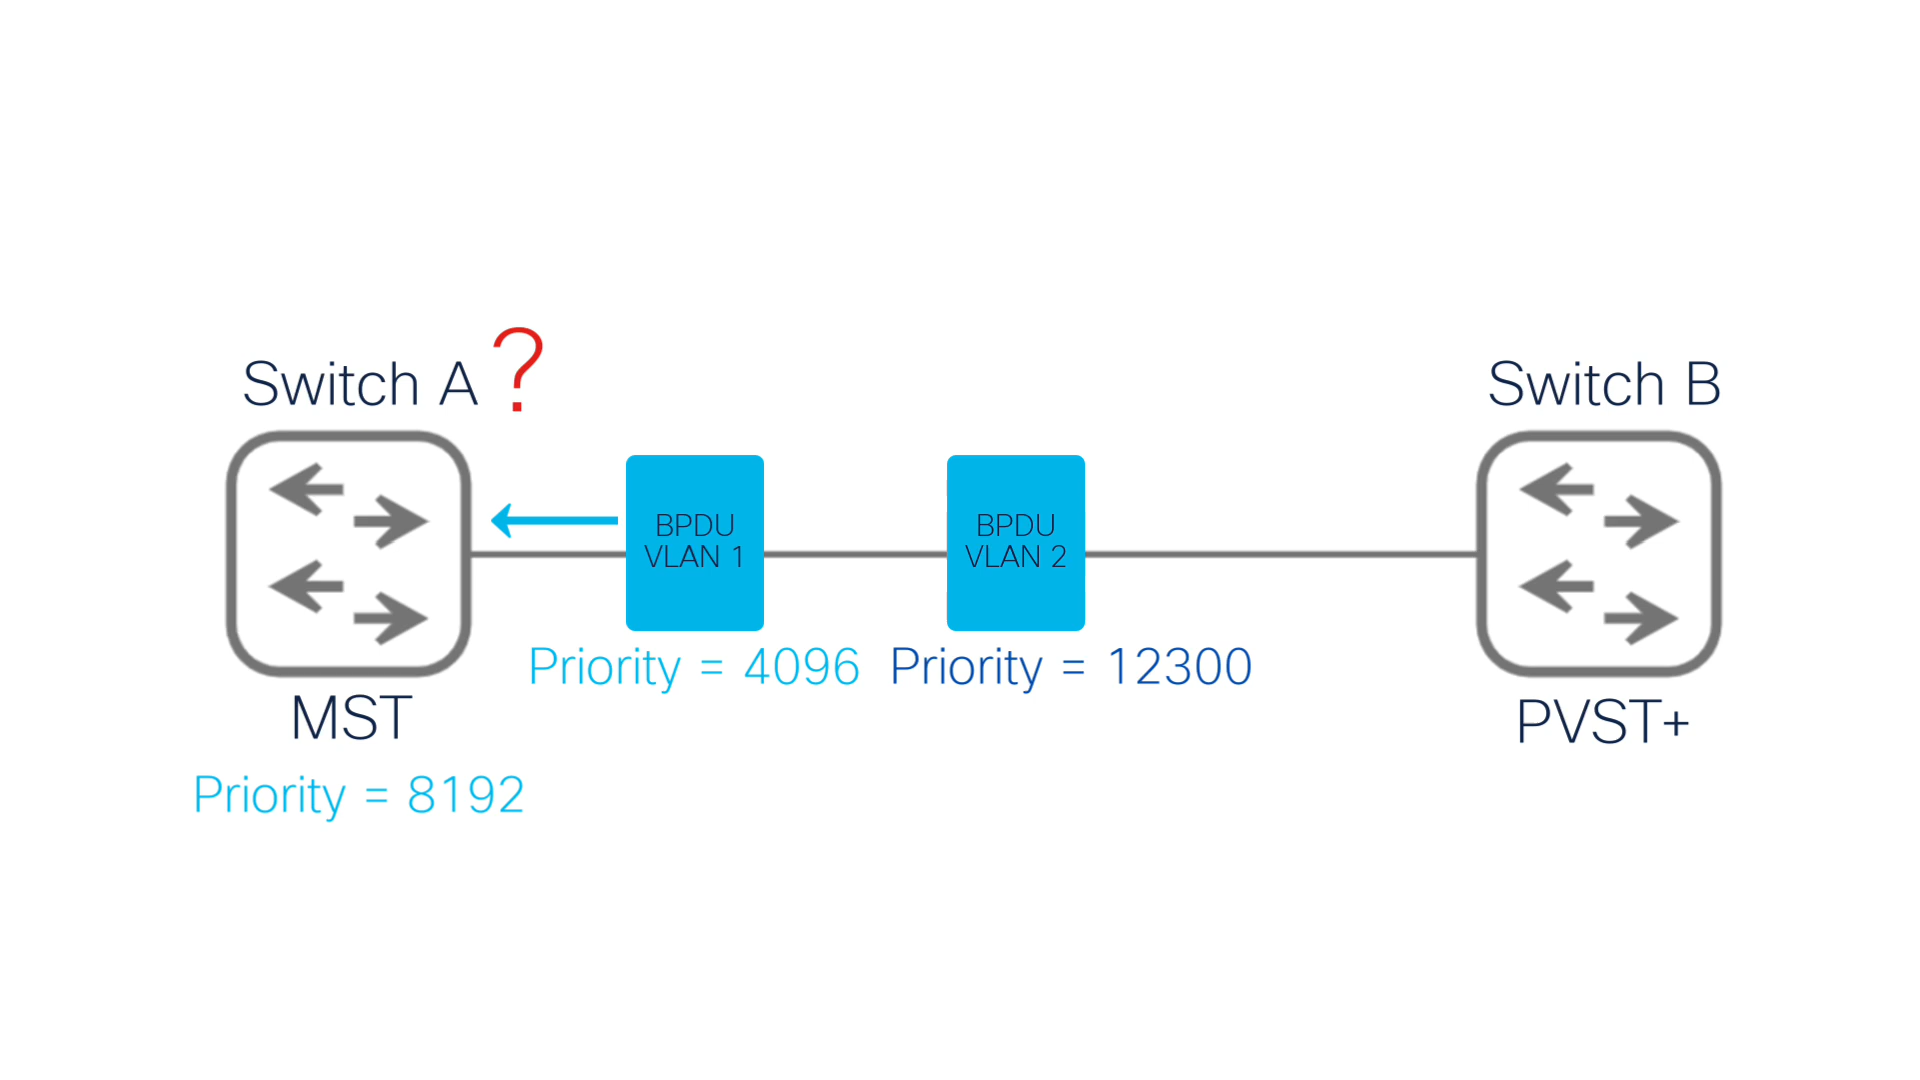 Switch A ?
Switch B
BPDU
VLAN 1
BPDU
VLAN 2
Priority = 4096
Priority = 12300
MST
PVST+
Priority = 8192